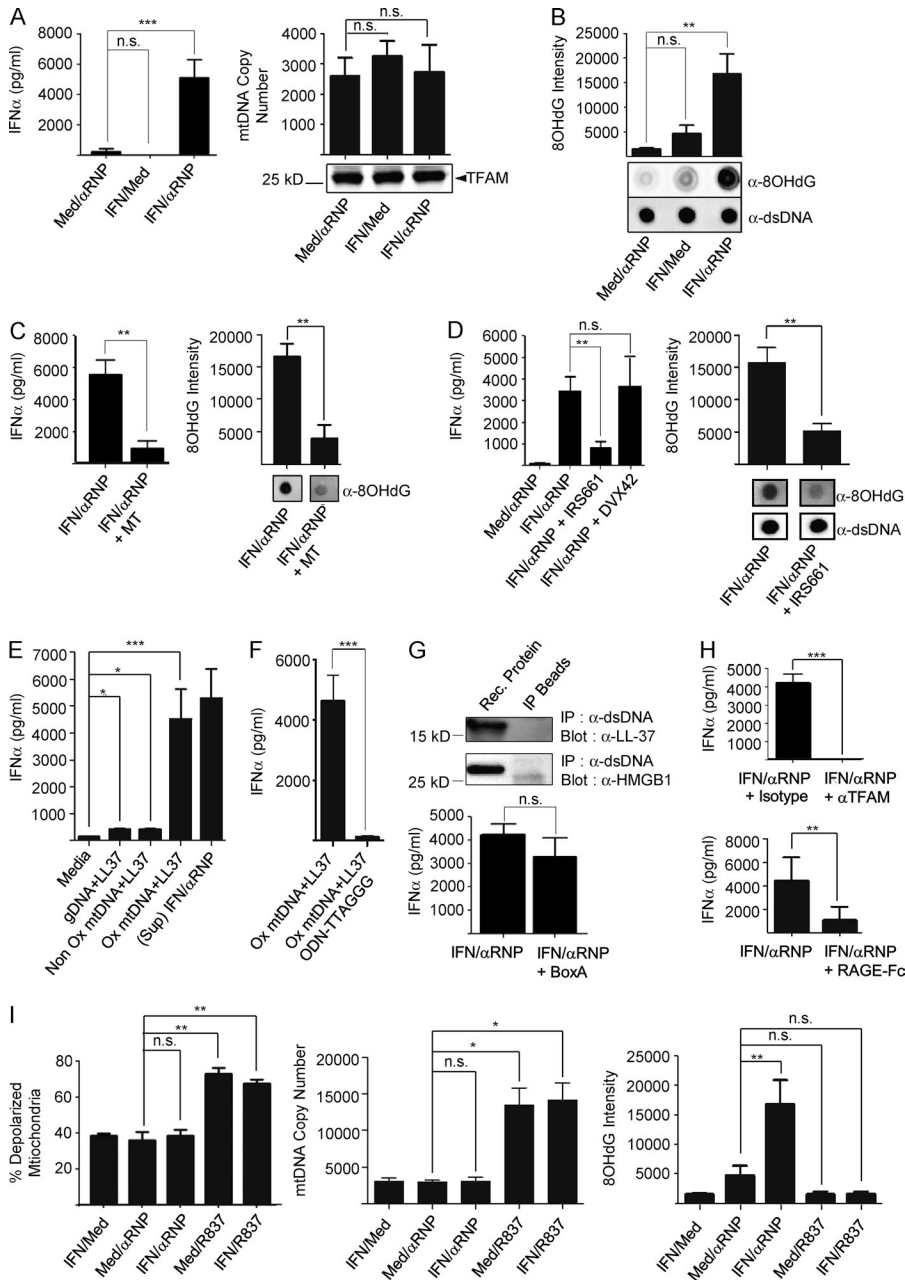 A
IFNα (pg/ml)
8000
6000
4000
2000
0
***
n.s.
Med/αRNP
IFN/Med
IFN/αRNP
mtDNA Copy
Number
4000
3000
2000
1000
0
n.s.
n.s.
25 kD
TFAM
Med/αRNP
IFN/Med
IFN/αRNP
B
8OHdG Intensity
25000
20000
15000
10000
5000
**
n.s.
α-8OHdG
α-dsDNA
Med/αRNP
IFN/Med
IFN/αRNP
C
IFNα (pg/ml)
8000
6000
4000
2000
0
**
IFN/αRNP
IFN/αRNP
+ MT
8OHdG Intensity
20000
15000
10000
5000
**
α-8OHdG
IFN/αRNP
IFN/αRNP
+ MT
D
IFNα (pg/ml)
6000
5000
4000
3000
2000
1000
0
n.s.
**
Med/αRNP
IFN/αRNP
IFN/αRNP + IRS661
IFN/αRNP + DVX42
8OHdG Intensity
20000
15000
10000
5000
**
α-8OHdG
α-dsDNA
IFN/αRNP
IFN/αRNP
+ IRS661
E
IFNα (pg/ml)
7000
6000
5000
4000
3000
2000
1000
0
***
*
*
Media
gDNA+LL37
Non Ox mtDNA+LL37
Ox mtDNA+LL37
(Sup) IFN/αRNP
F
IFNα (pg/ml)
6000
4000
2000
0
***
Ox mtDNA+LL37
Ox mtDNA+LL37
ODN-TTAGGG
G
Rec. Protein
IP Beads
15 kD
IP : α-dsDNA
Blot : α-LL-37
25 kD
IP : α-dsDNA
Blot : α-HMGB1
IFNα (pg/ml)
6000
5000
4000
3000
2000
1000
0
n.s.
IFN/αRNP
IFN/αRNP
+ BoxA
H
IFNα (pg/ml)
5000
4000
3000
2000
1000
0
***
IFN/αRNP
+ Isotype
IFN/αRNP
+ αTFAM
IFNα (pg/ml)
8000
6000
4000
2000
0
**
IFN/αRNP
IFN/αRNP
+ RAGE-Fc
I
% Depolarized
Mtiochondria
80
60
40
20
**
**
n.s.
IFN/Med
Med/αRNP
IFN/αRNP
Med/R837
IFN/R837
mtDNA Copy Number
20000
15000
10000
5000
0
*
*
n.s.
IFN/Med
Med/αRNP
IFN/αRNP
Med/R837
IFN/R837
8OHdG Intensity
25000
20000
15000
10000
5000
0
n.s.
n.s.
**
IFN/Med
Med/αRNP
IFN/αRNP
Med/R837
IFN/R837